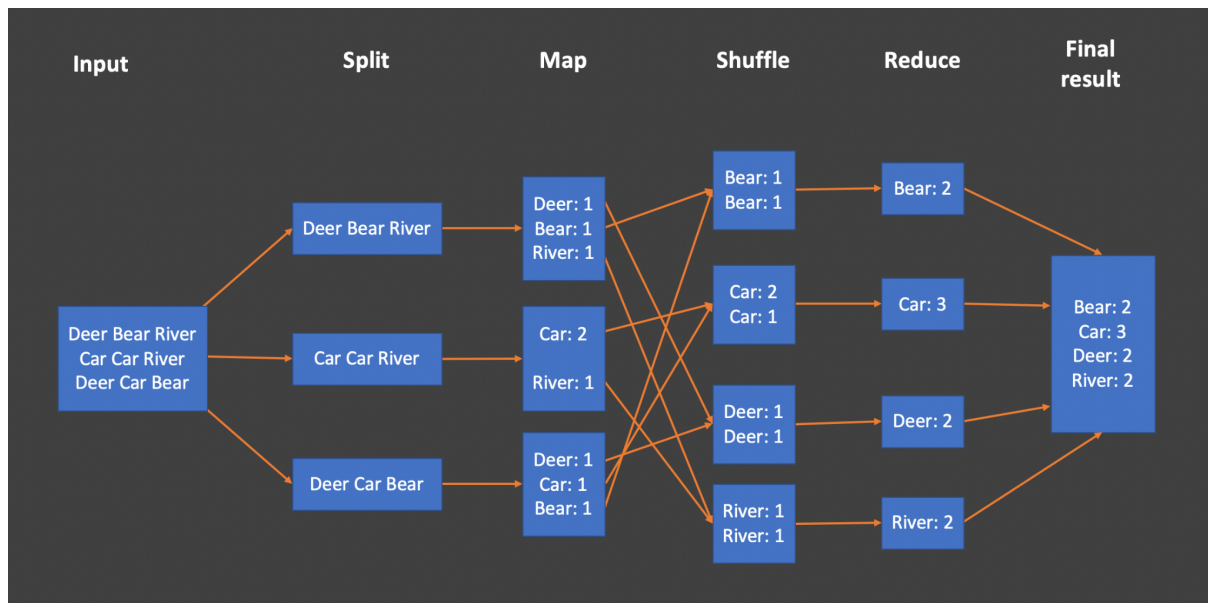 Input
Split
Map
Shuffle
Reduce
Final
result
Deer Bear River
Car Car River
Deer Car Bear
Deer Bear River
Car Car River
Deer Car Bear
Deer: 1
Bear: 1
River: 1
Car: 2
River: 1
Deer: 1
Car: 1
Bear: 1
Bear: 1
Bear: 1
Car: 2
Car: 1
Deer: 1
Deer: 1
River: 1
River: 1
Bear: 2
Car: 3
Deer: 2
River: 2
Bear: 2
Car: 3
Deer: 2
River: 2